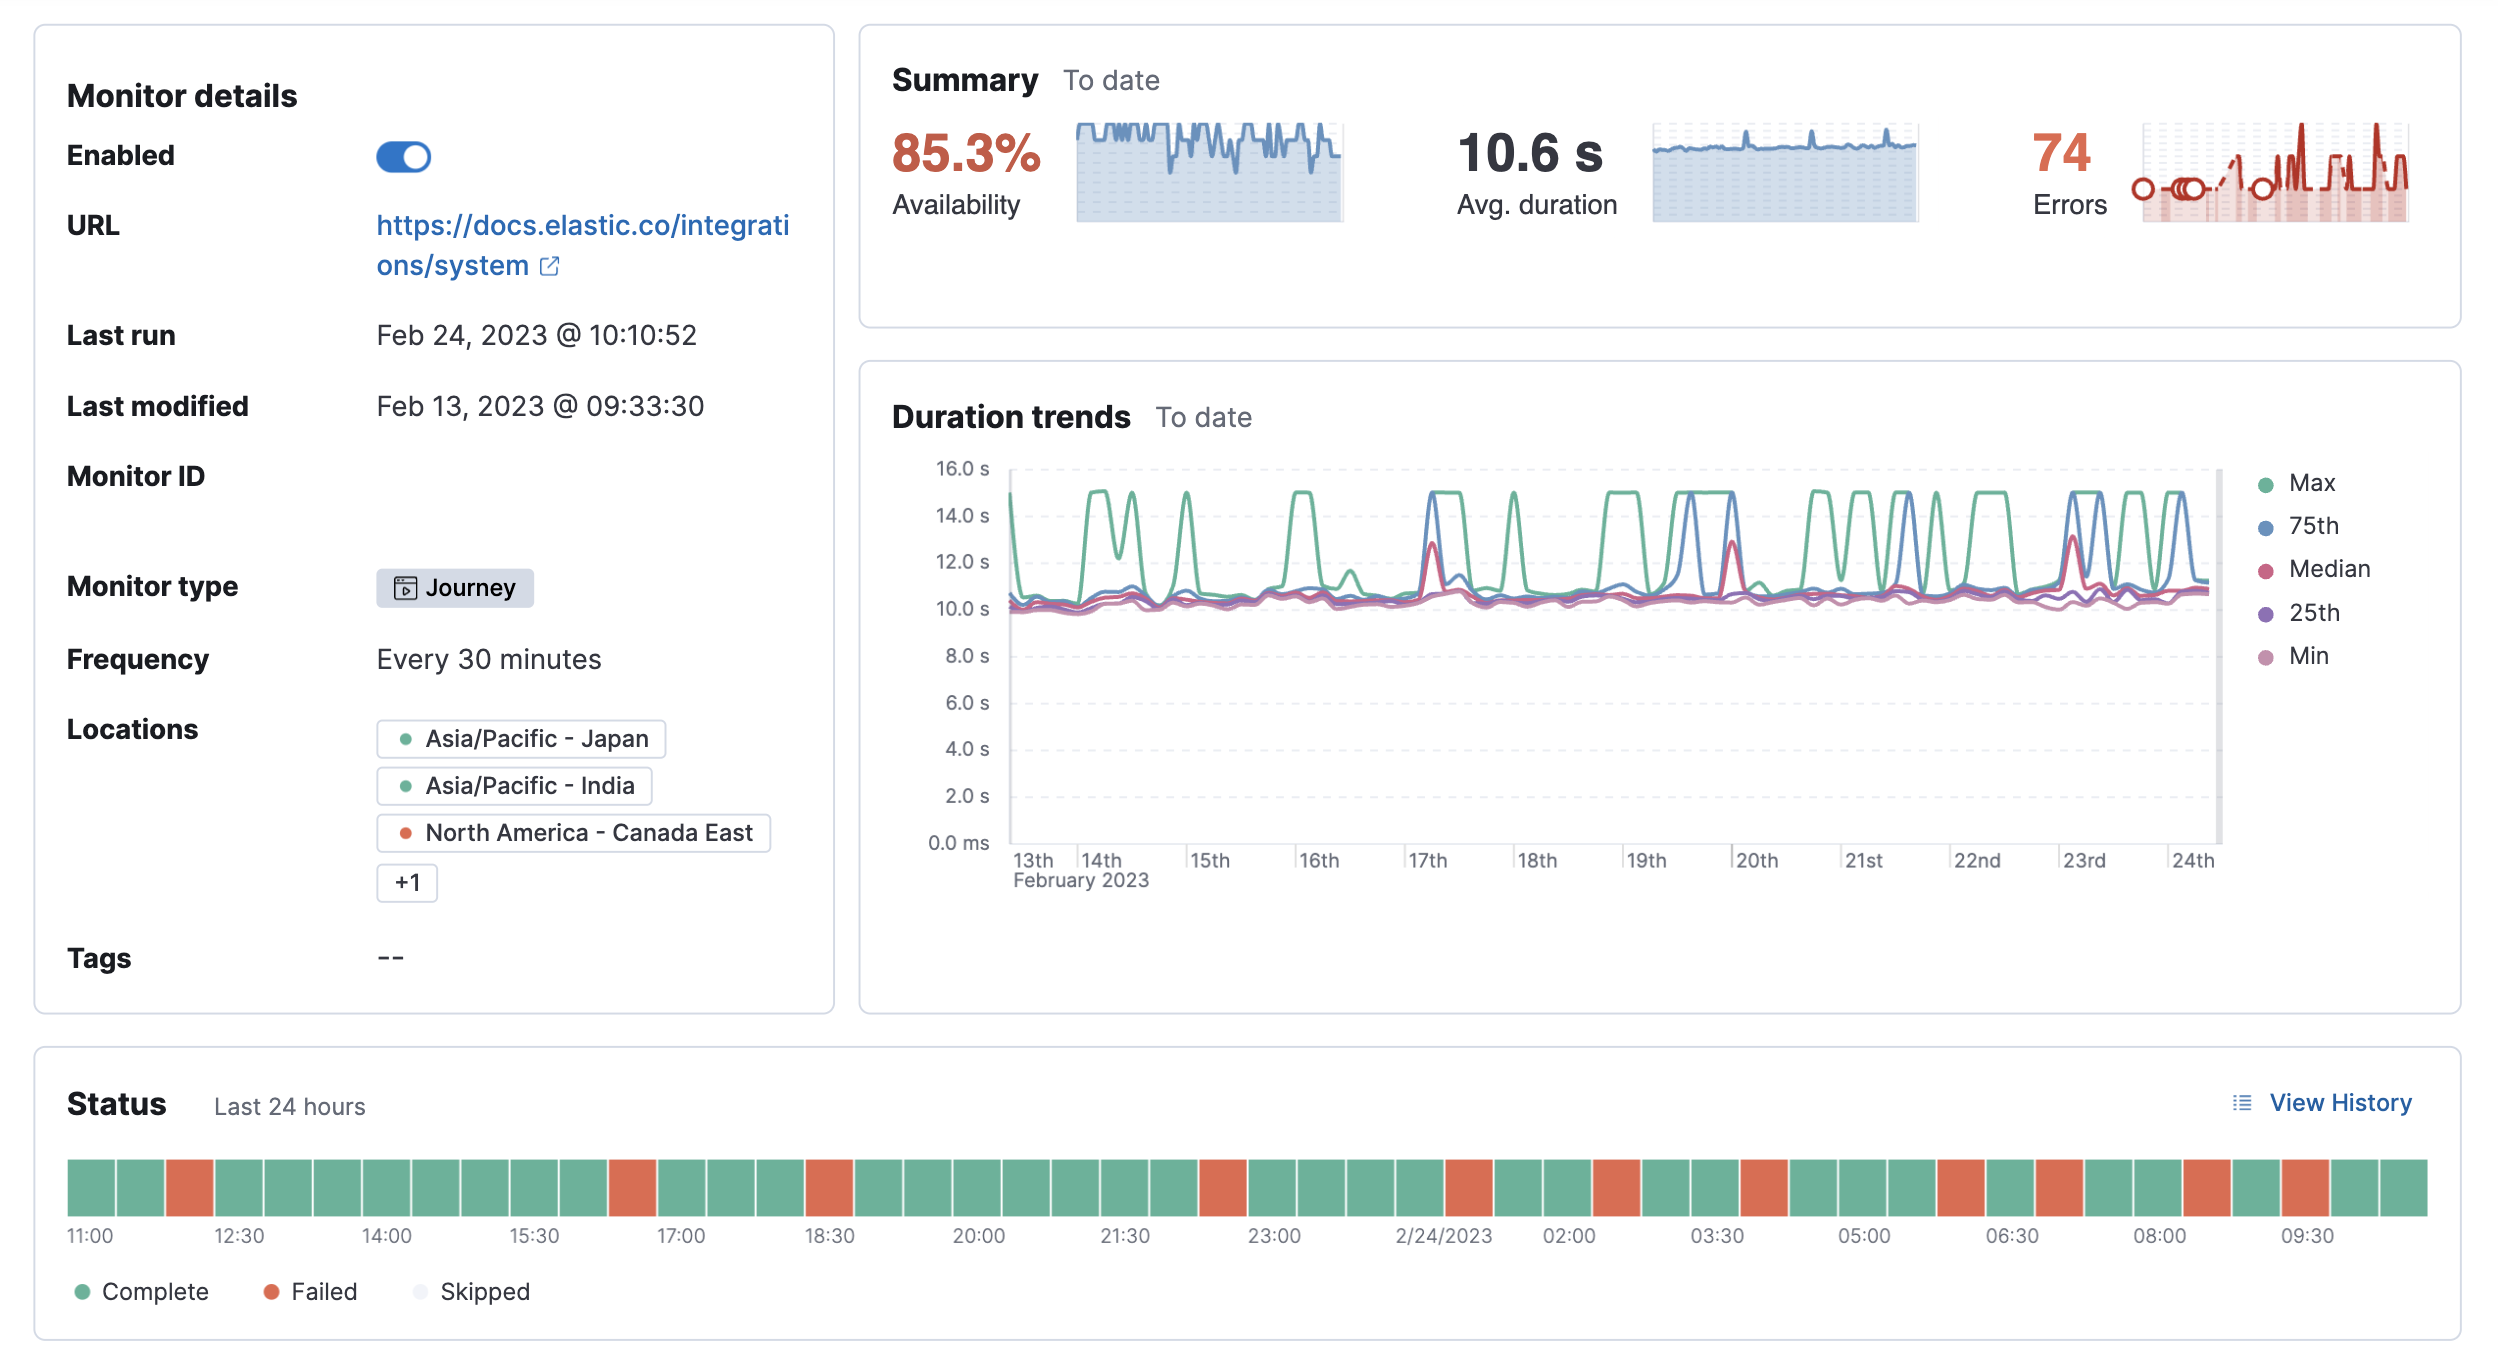 Monitor details
Enabled
URL
https://docs.elastic.co/integrati
ons/system
Last run
Feb 24, 2023 @ 10:10:52
Last modified
Feb 13, 2023 @ 09:33:30
Monitor ID
Monitor type
Journey
Frequency
Every 30 minutes
Locations
Asia/Pacific - Japan
Asia/Pacific - India
North America - Canada East
+1
Tags
--
Summary To date
85.3%
Availability
10.6 s
Avg. duration
74
Errors
Duration trends To date
16.0 s
14.0 s
12.0 s
10.0 s
8.0 s
6.0 s
4.0 s
2.0 s
0.0 ms
13th 14th 15th 16th 17th 18th 19th 20th 21st 22nd 23rd 24th
February 2023
Max
75th
Median
25th
Min
Status Last 24 hours
View History
11:00 12:30 14:00 15:30 17:00 18:30 20:00 21:30 23:00 2/24/2023 02:00 03:30 05:00 06:30 08:00 09:30
Complete Failed Skipped